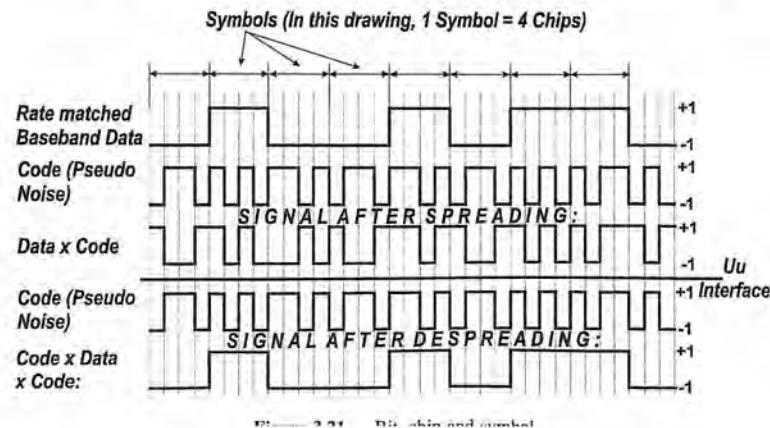 Symbols (In this drawing, 1 Symbol = 4 Chips)
Rate matched
Baseband Data
+1
-1
Code (Pseudo
Noise)
+1
-1
SIGNAL AFTER SPREADING:
Data x Code
+1
-1
Uu
Interface
Code (Pseudo
Noise)
+1
-1
SIGNAL AFTER DESPREADING:
Code x Data
x Code:
+1
-1